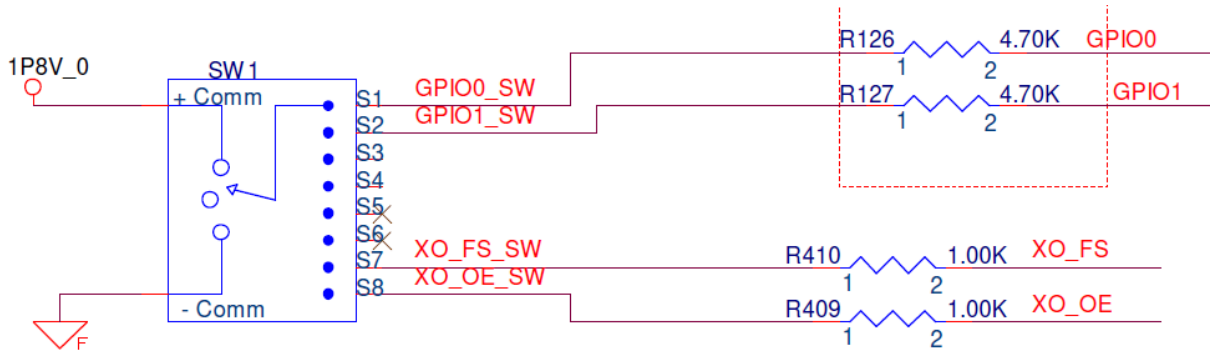 1P8V_0
SW1
+ Comm
- Comm
S1
S2
S3
S4
S5
S6
S7
S8
GPIO0_SW
GPIO1_SW
XO_FS_SW
XO_OE_SW
R126 4.70K GPIO0
1 2
R127 4.70K GPIO1
1 2
R410 1.00K XO_FS
1 2
R409 1.00K XO_OE
1 2
F